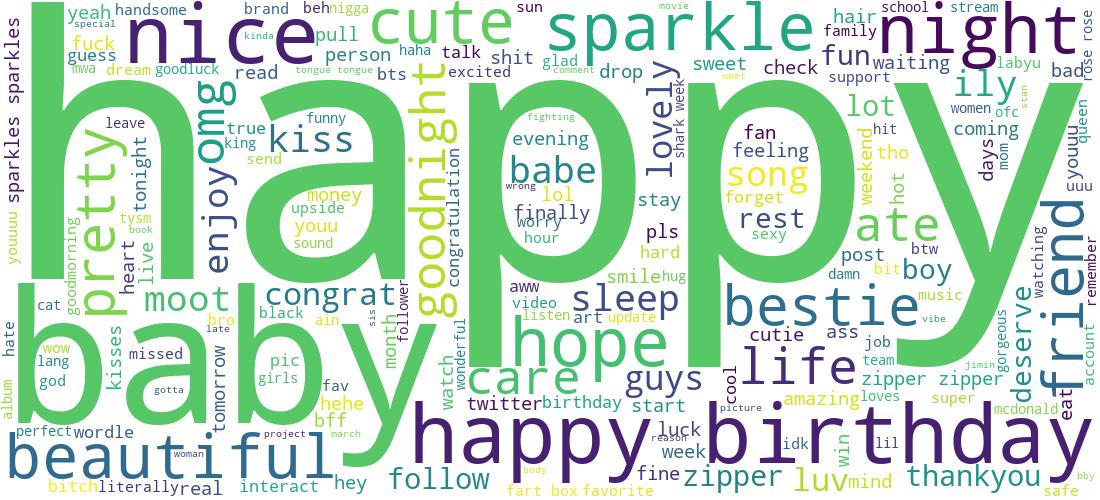 yeah handsome brand beh nigga sun movie school stream
special nice kinda pull cute sparkle hair family night rose rose
fuck guess person haha talk shit glad sweet check fun waiting labyu bad
mwa dream goodluck read tongue tongue bts excited comment drop meet support ily stan
sparkles sparkles happy women ofc queen
leave omg true king funny kiss send fighting evening lovely shark week fan feeling lot hit coming
pretty tonight babe song tho days mom youuu
enjoy money upside youu sound wrong lol finally worry hour stay forget rest sexy weekend hot uuu
youuuu goodmorning tysm book heart live goodnight congratulation pls hard ate post btw friend watching remember
moot congrat smile hug damn bit boy
cat baby black bro late ain sis follower aww video sleep bestie music vibe
hate wow lang god kisses missed gotta month listen art update cutie ass job gorgeous deserve account
album tomorrow pic girls fav hehe bff wonderful watch hope care guys cool life team jimin zipper zipper
perfect wordle project march twitter birthday start picture amazing loves super mcdonald eat
beautiful woman happy birthday luck reason week idk win lil
bitch literally real interact hey follow body fart box favorite fine zipper luv mind thankyou safe bby